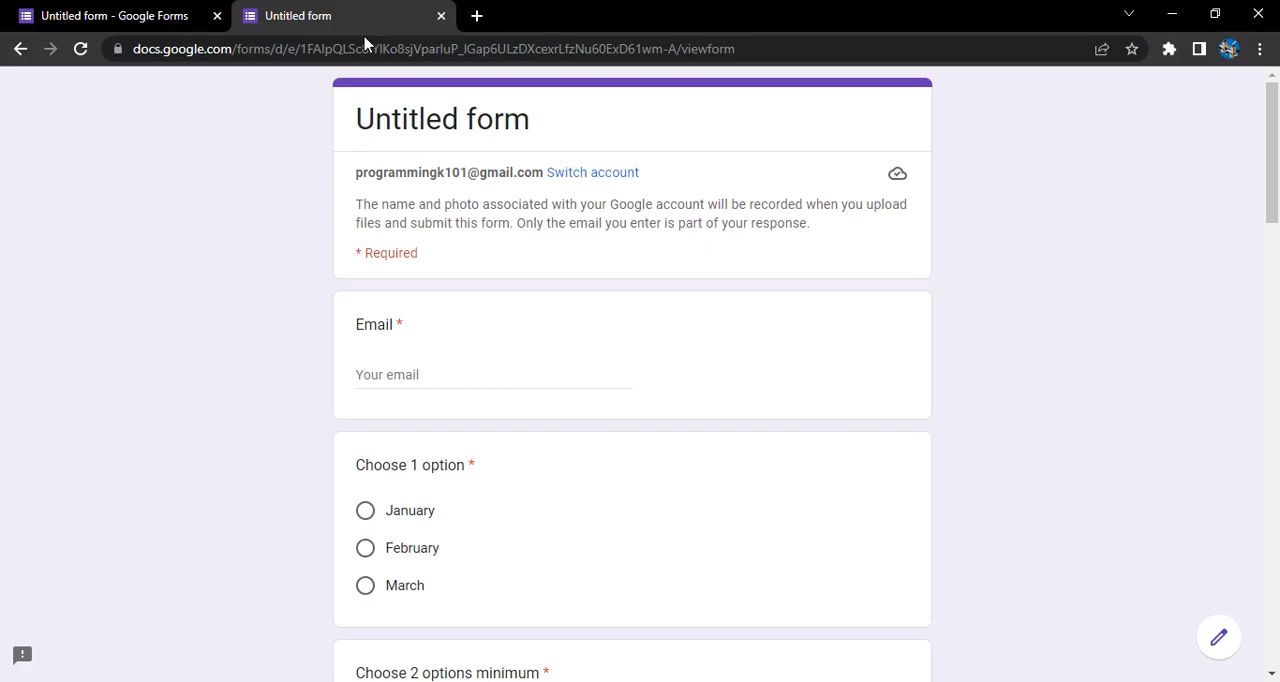 Untitled form - Google Forms
Untitled form
docs.google.com/forms/d/e/
Untitled form
programmingk101@gmail.com Switch account
The name and photo associated with your Google account will be recorded when you upload
files and submit this form. Only the email you enter is part of your response.
* Required
Email *
Your email
Choose 1 option *
January
February
March
Choose 2 options minimum *